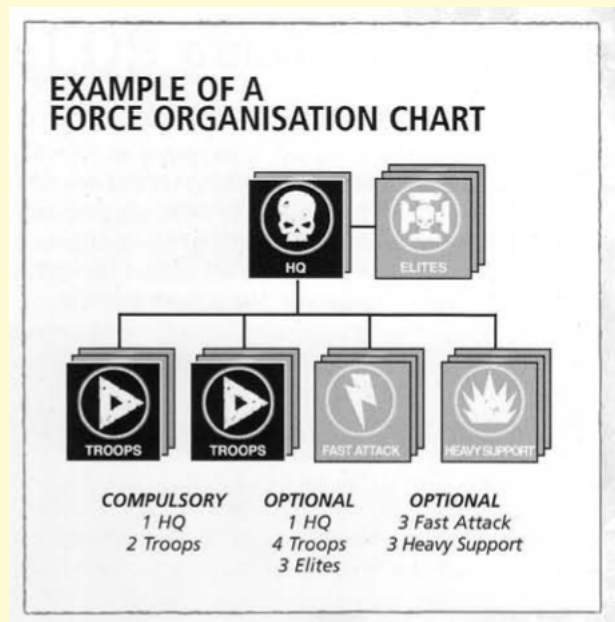 EXAMPLE OF A
FORCE ORGANISATION CHART
HQ
ELITES
TROOPS
TROOPS
FAST ATTACK
HEAVY SUPPORT
COMPULSORY
1 HQ
2 Troops
OPTIONAL
1 HQ
4 Troops
3 Elites
OPTIONAL
3 Fast Attack
3 Heavy Support